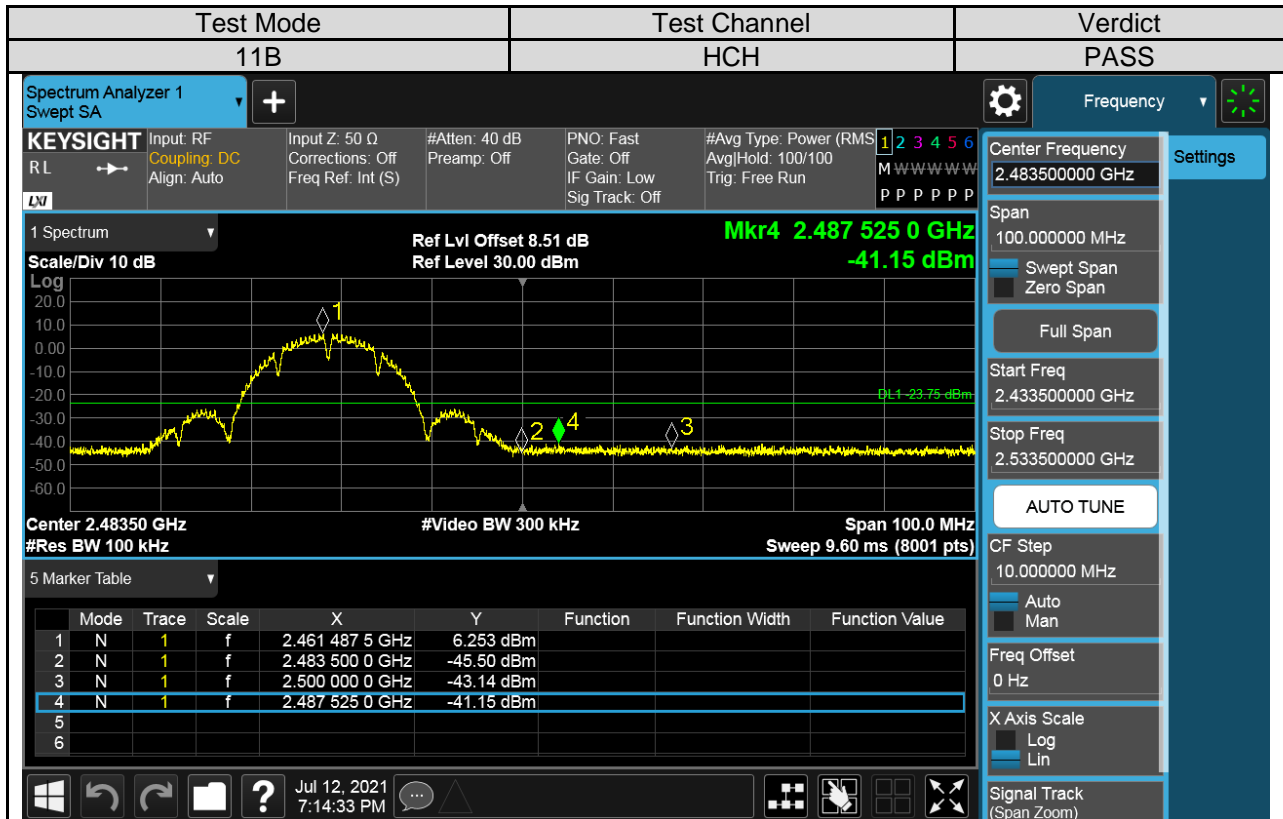 Test Mode Test Channel Verdict
11B HCH PASS
Spectrum Analyzer 1
Swept SA
+
Frequency
KEYSIGHT
RL
LXI
Input: RF
Coupling: DC
Align: Auto
Input Z: 50 Ω
Corrections: Off
Freq Ref: Int (S)
#Atten: 40 dB
Preamp: Off
PNO: Fast
Gate: Off
IF Gain: Low
Sig Track: Off
#Avg Type: Power (RMS
Avg|Hold: 100/100
Trig: Free Run
1 2 3 4 5 6
M W W W W W
P P P P P P
1 Spectrum
Scale/Div 10 dB
Ref Lvl Offset 8.51 dB
Ref Level 30.00 dBm
Mkr4 2.487 525 0 GHz
-41.15 dBm
Log
20.0
10.0
0.00
-10.0
-20.0
-30.0
-40.0
-50.0
-60.0
1
2
4
3
DL1 -23.75 dBm
Center 2.48350 GHz
#Video BW 300 kHz
Span 100.0 MHz
#Res BW 100 kHz
Sweep 9.60 ms (8001 pts)
5 Marker Table
Mode Trace Scale X Y Function Function Width Function Value
1 N 1 f 2.461 487 5 GHz 6.253 dBm
2 N 1 f 2.483 500 0 GHz -45.50 dBm
3 N 1 f 2.500 000 0 GHz -43.14 dBm
4 N 1 f 2.487 525 0 GHz -41.15 dBm
5
6
?
Jul 12, 2021
7:14:33 PM
Center Frequency
2.483500000 GHz
Settings
Span
100.000000 MHz
Swept Span
Zero Span
Full Span
Start Freq
2.433500000 GHz
Stop Freq
2.533500000 GHz
AUTO TUNE
CF Step
10.000000 MHz
Auto
Man
Freq Offset
0 Hz
X Axis Scale
Log
Lin
Signal Track
(Span Zoom)